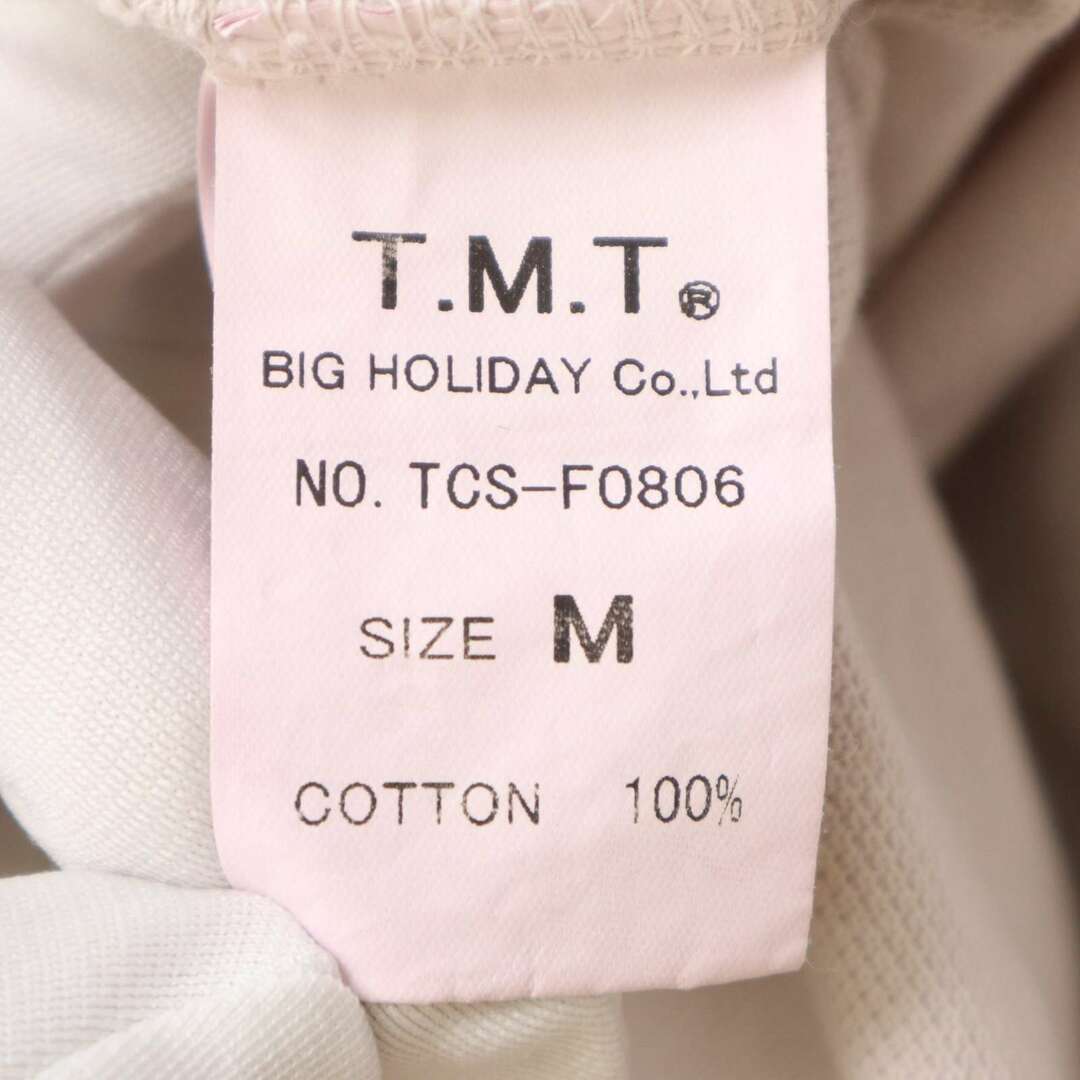 T.M.T®
BIG HOLIDAY Co.,Ltd
NO. TCS-F0806
SIZE M
COTTON 100%